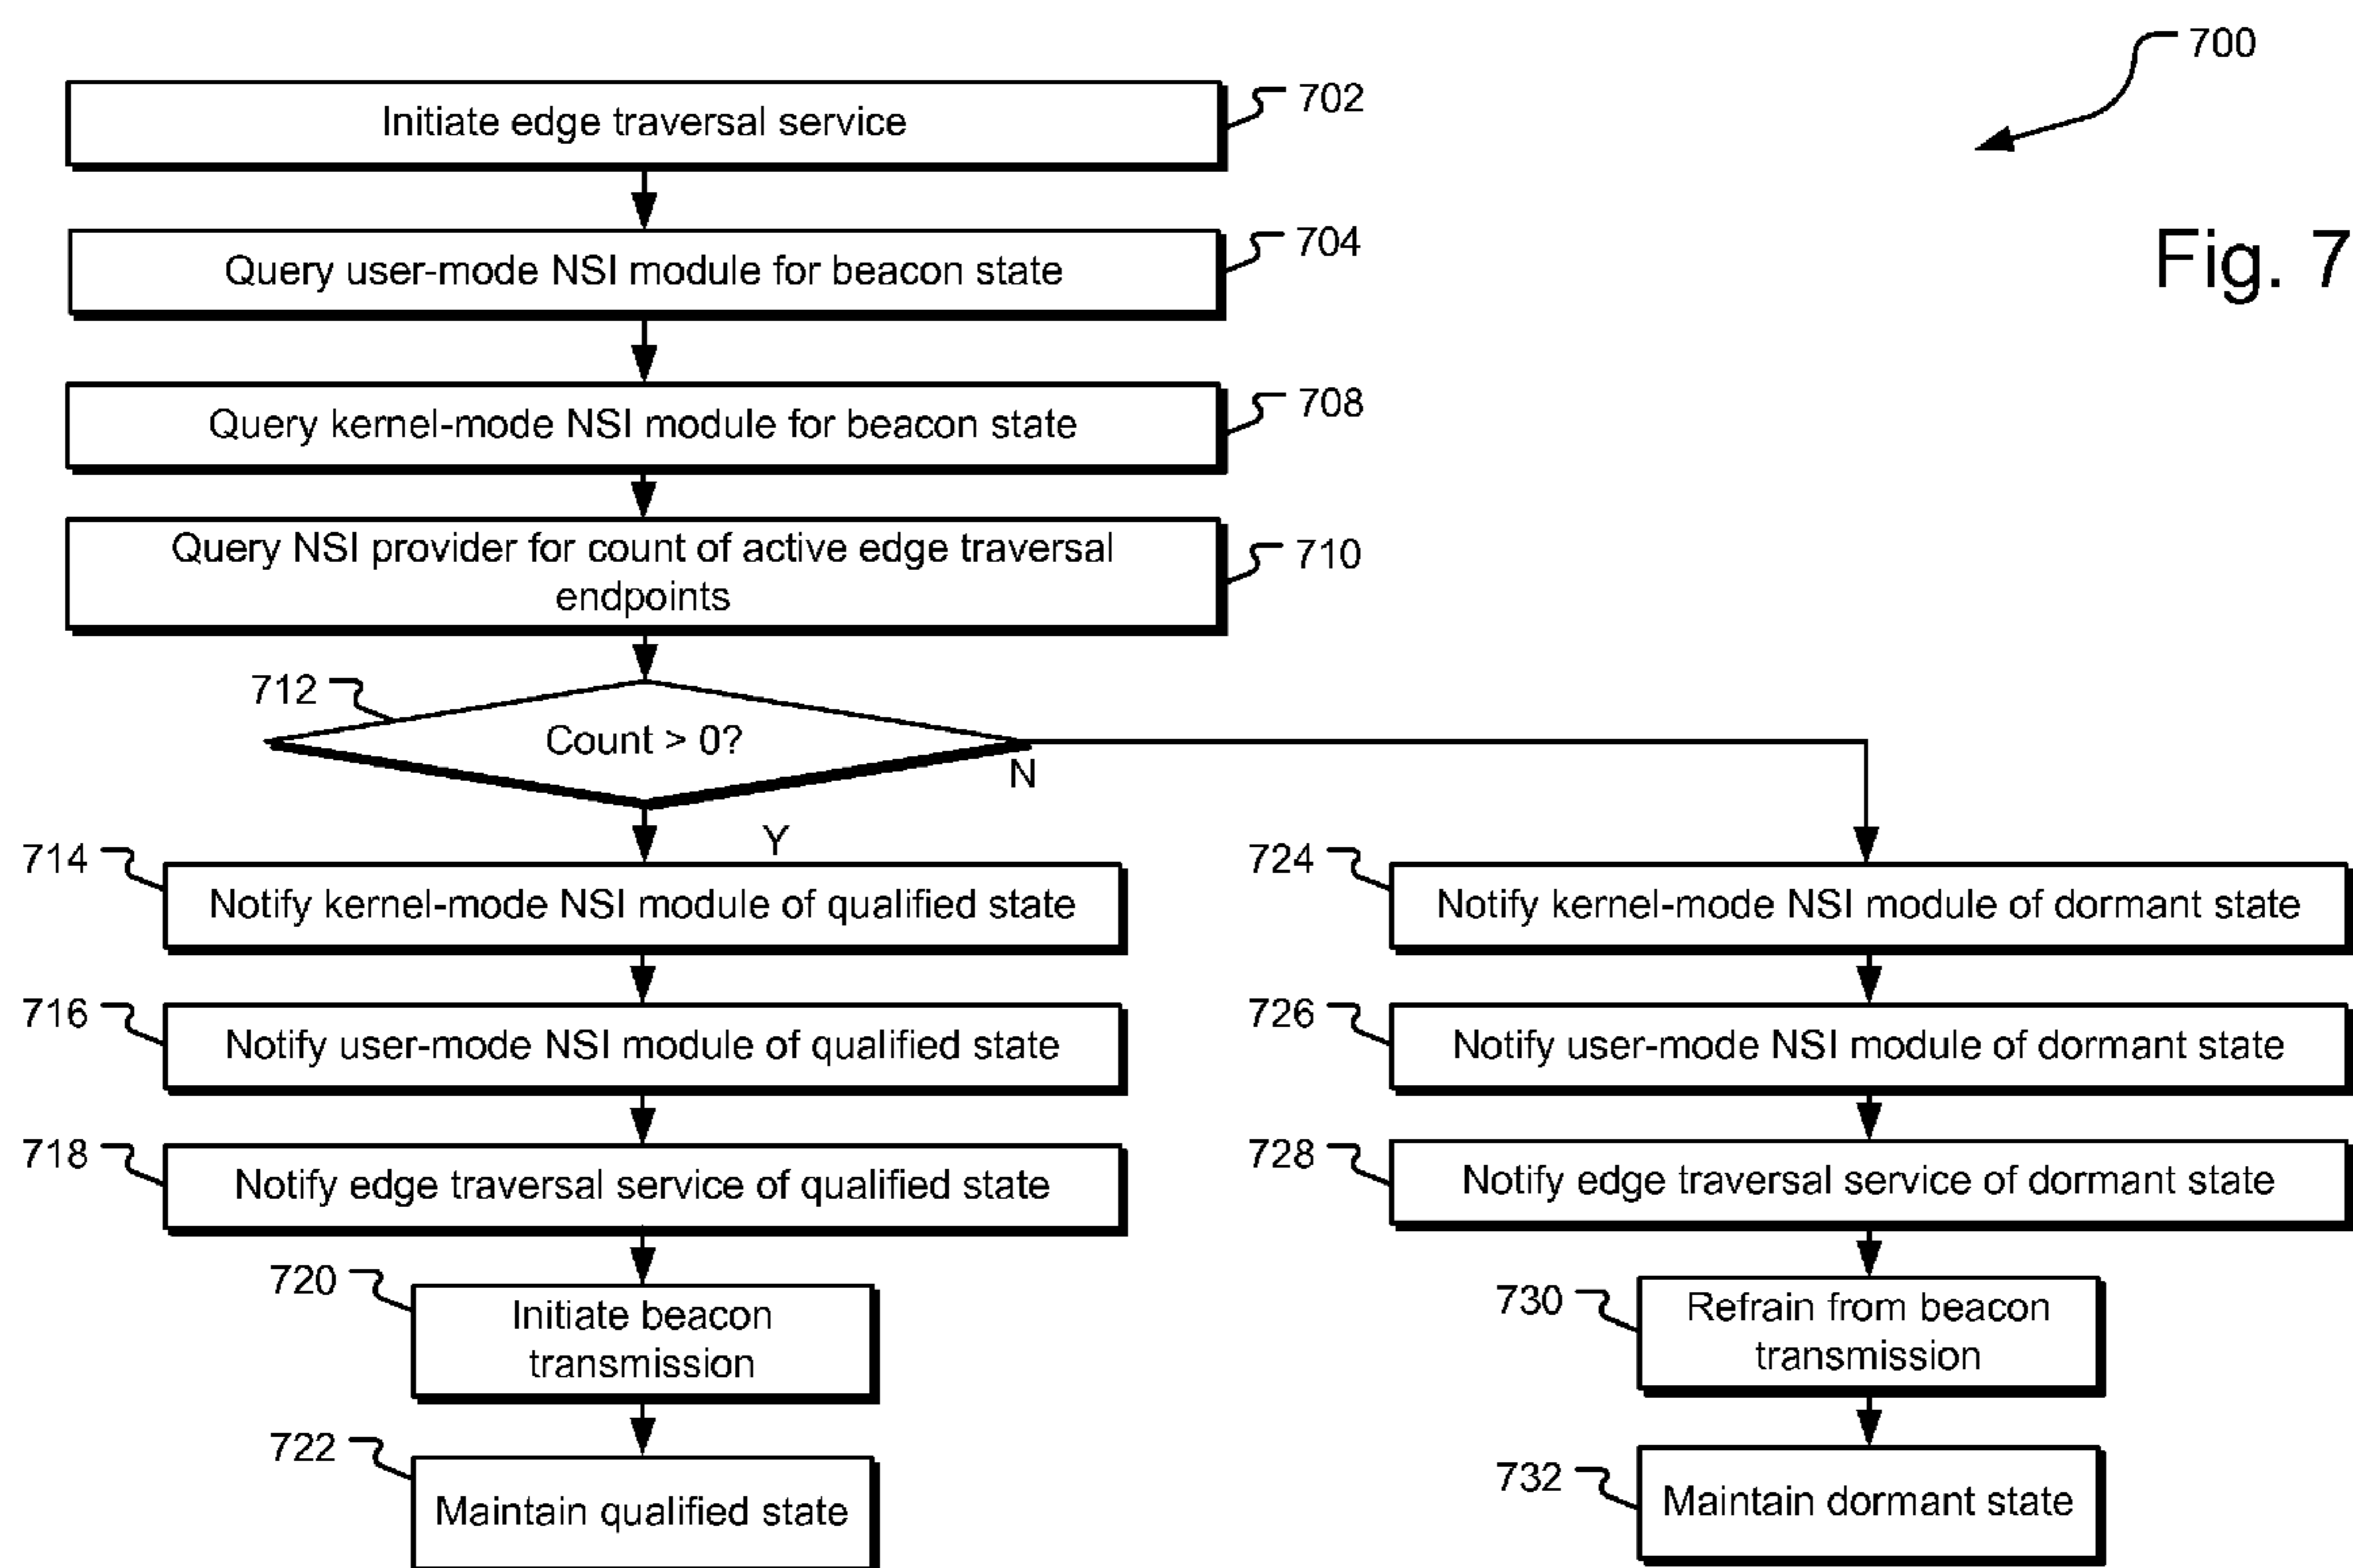 700
Fig. 7
Initiate edge traversal service
702
Query user-mode NSI module for beacon state
704
Query kernel-mode NSI module for beacon state
708
Query NSI provider for count of active edge traversal
endpoints
710
712
Count > 0?
N
Y
714
Notify kernel-mode NSI module of qualified state
716
Notify user-mode NSI module of qualified state
718
Notify edge traversal service of qualified state
720
Initiate beacon
transmission
722
Maintain qualified state
724
Notify kernel-mode NSI module of dormant state
726
Notify user-mode NSI module of dormant state
728
Notify edge traversal service of dormant state
730
Refrain from beacon
transmission
732
Maintain dormant state